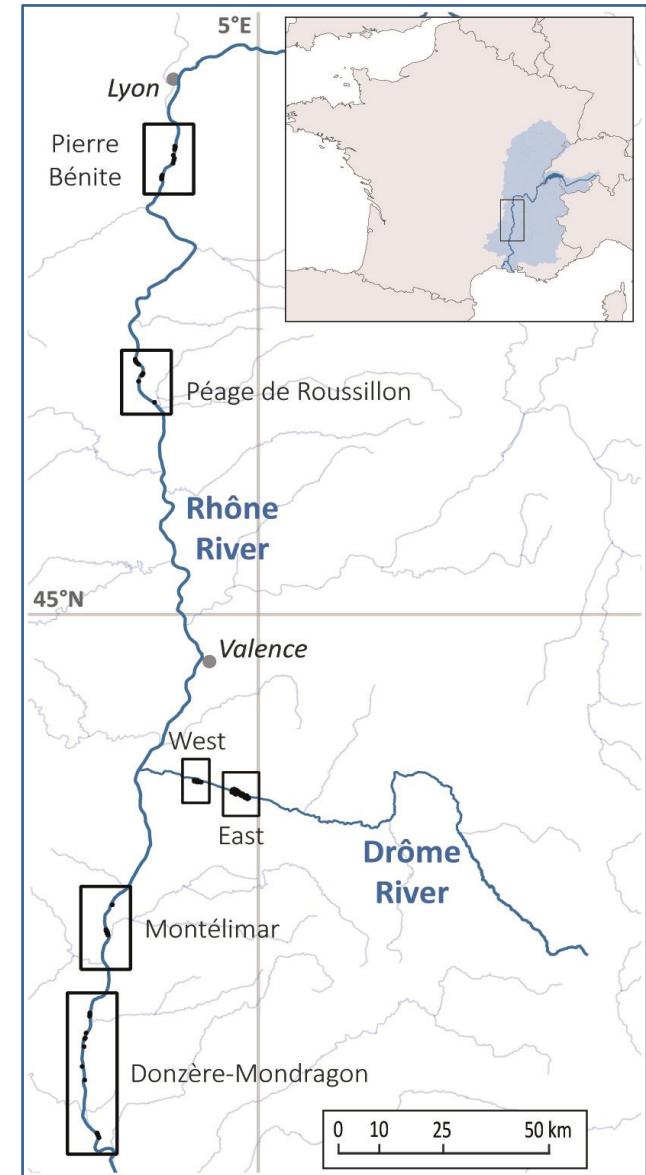 5°E
Lyon
Pierre
Bénite
Péage de Roussillon
Rhône
River
45°N
Valence
West
East
Drôme
River
Montélimar
Donzère-Mondragon
0 10 25 50 km